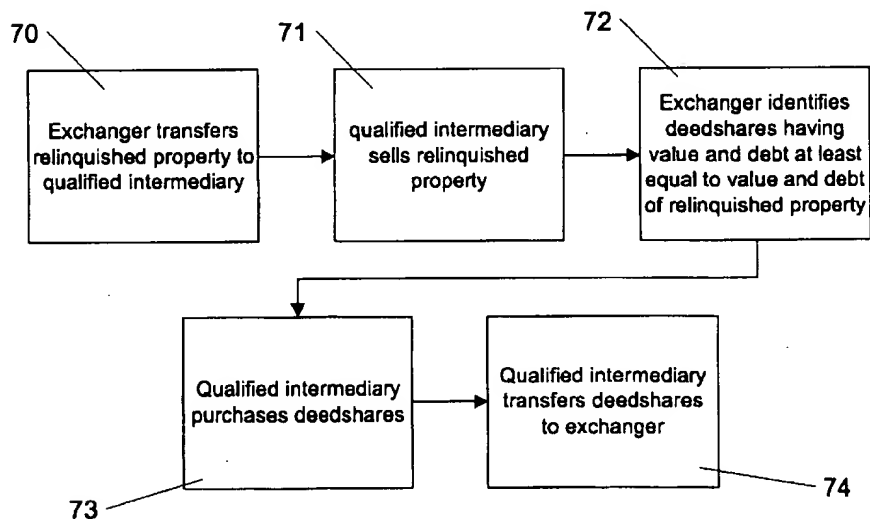 70
71
72
Exchanger transfers
relinquished property to
qualified intermediary
qualified intermediary
sells relinquished
property
Exchanger identifies
deedshares having
value and debt at least
equal to value and debt
of relinquished property
Qualified intermediary
purchases deedshares
Qualified intermediary
transfers deedshares
to exchanger
73
74